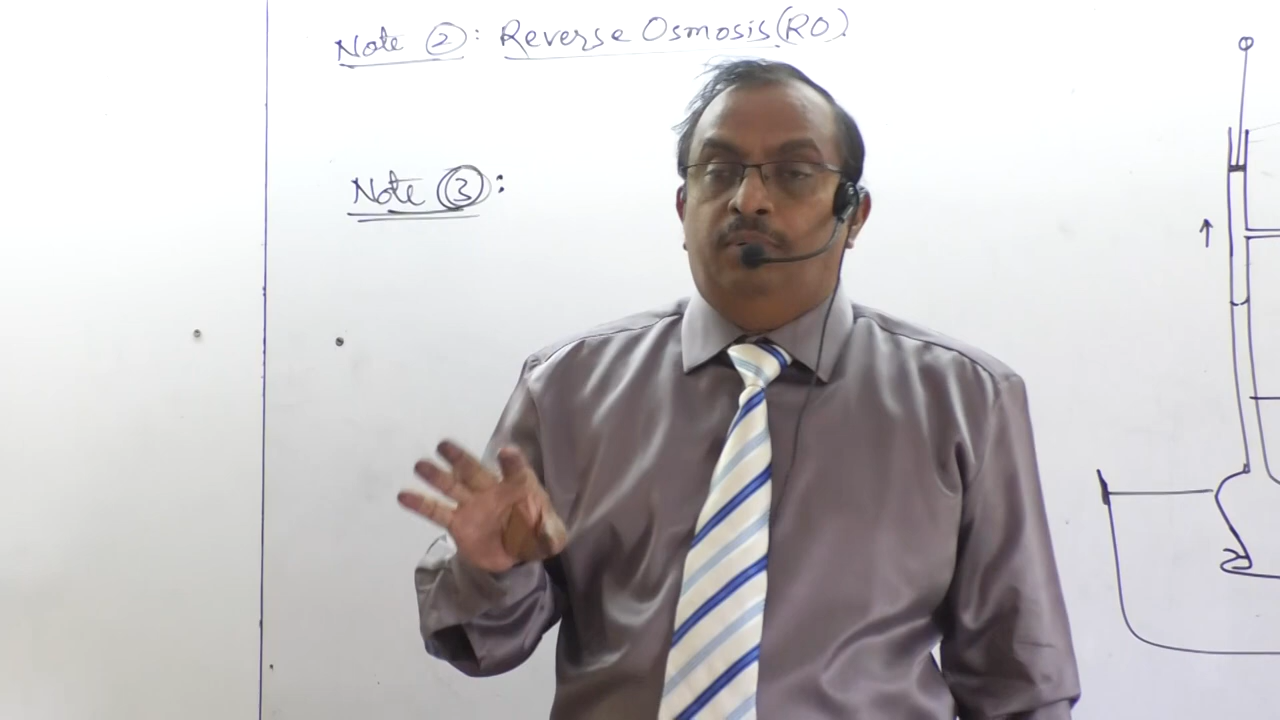 Note ②: Reverse Osmosis (RO).
Note ③: